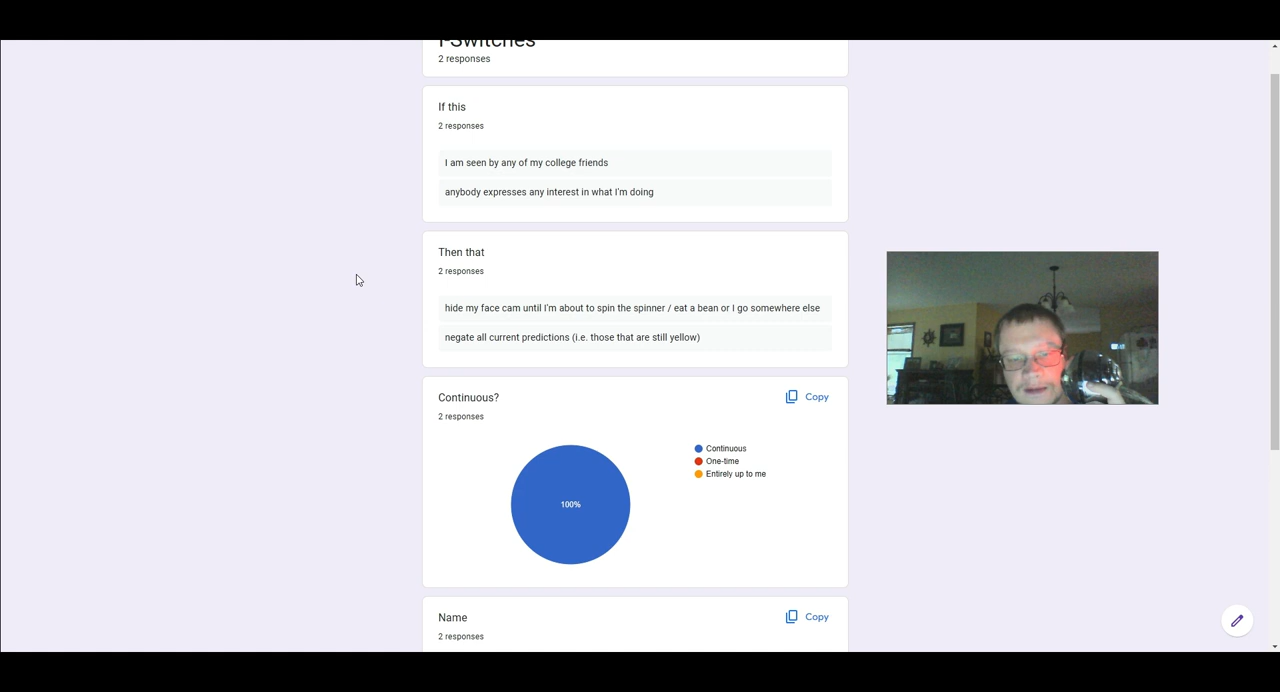 2 responses
If this
2 responses
I am seen by any of my college friends
anybody expresses any interest in what I'm doing
Then that
2 responses
hide my face cam until I'm about to spin the spinner / eat a bean or I go somewhere else
negate all current predictions (i.e. those that are still yellow)
Continuous?
Copy
2 responses
100%
Continuous
One-time
Entirely up to me
Name
Copy
2 responses